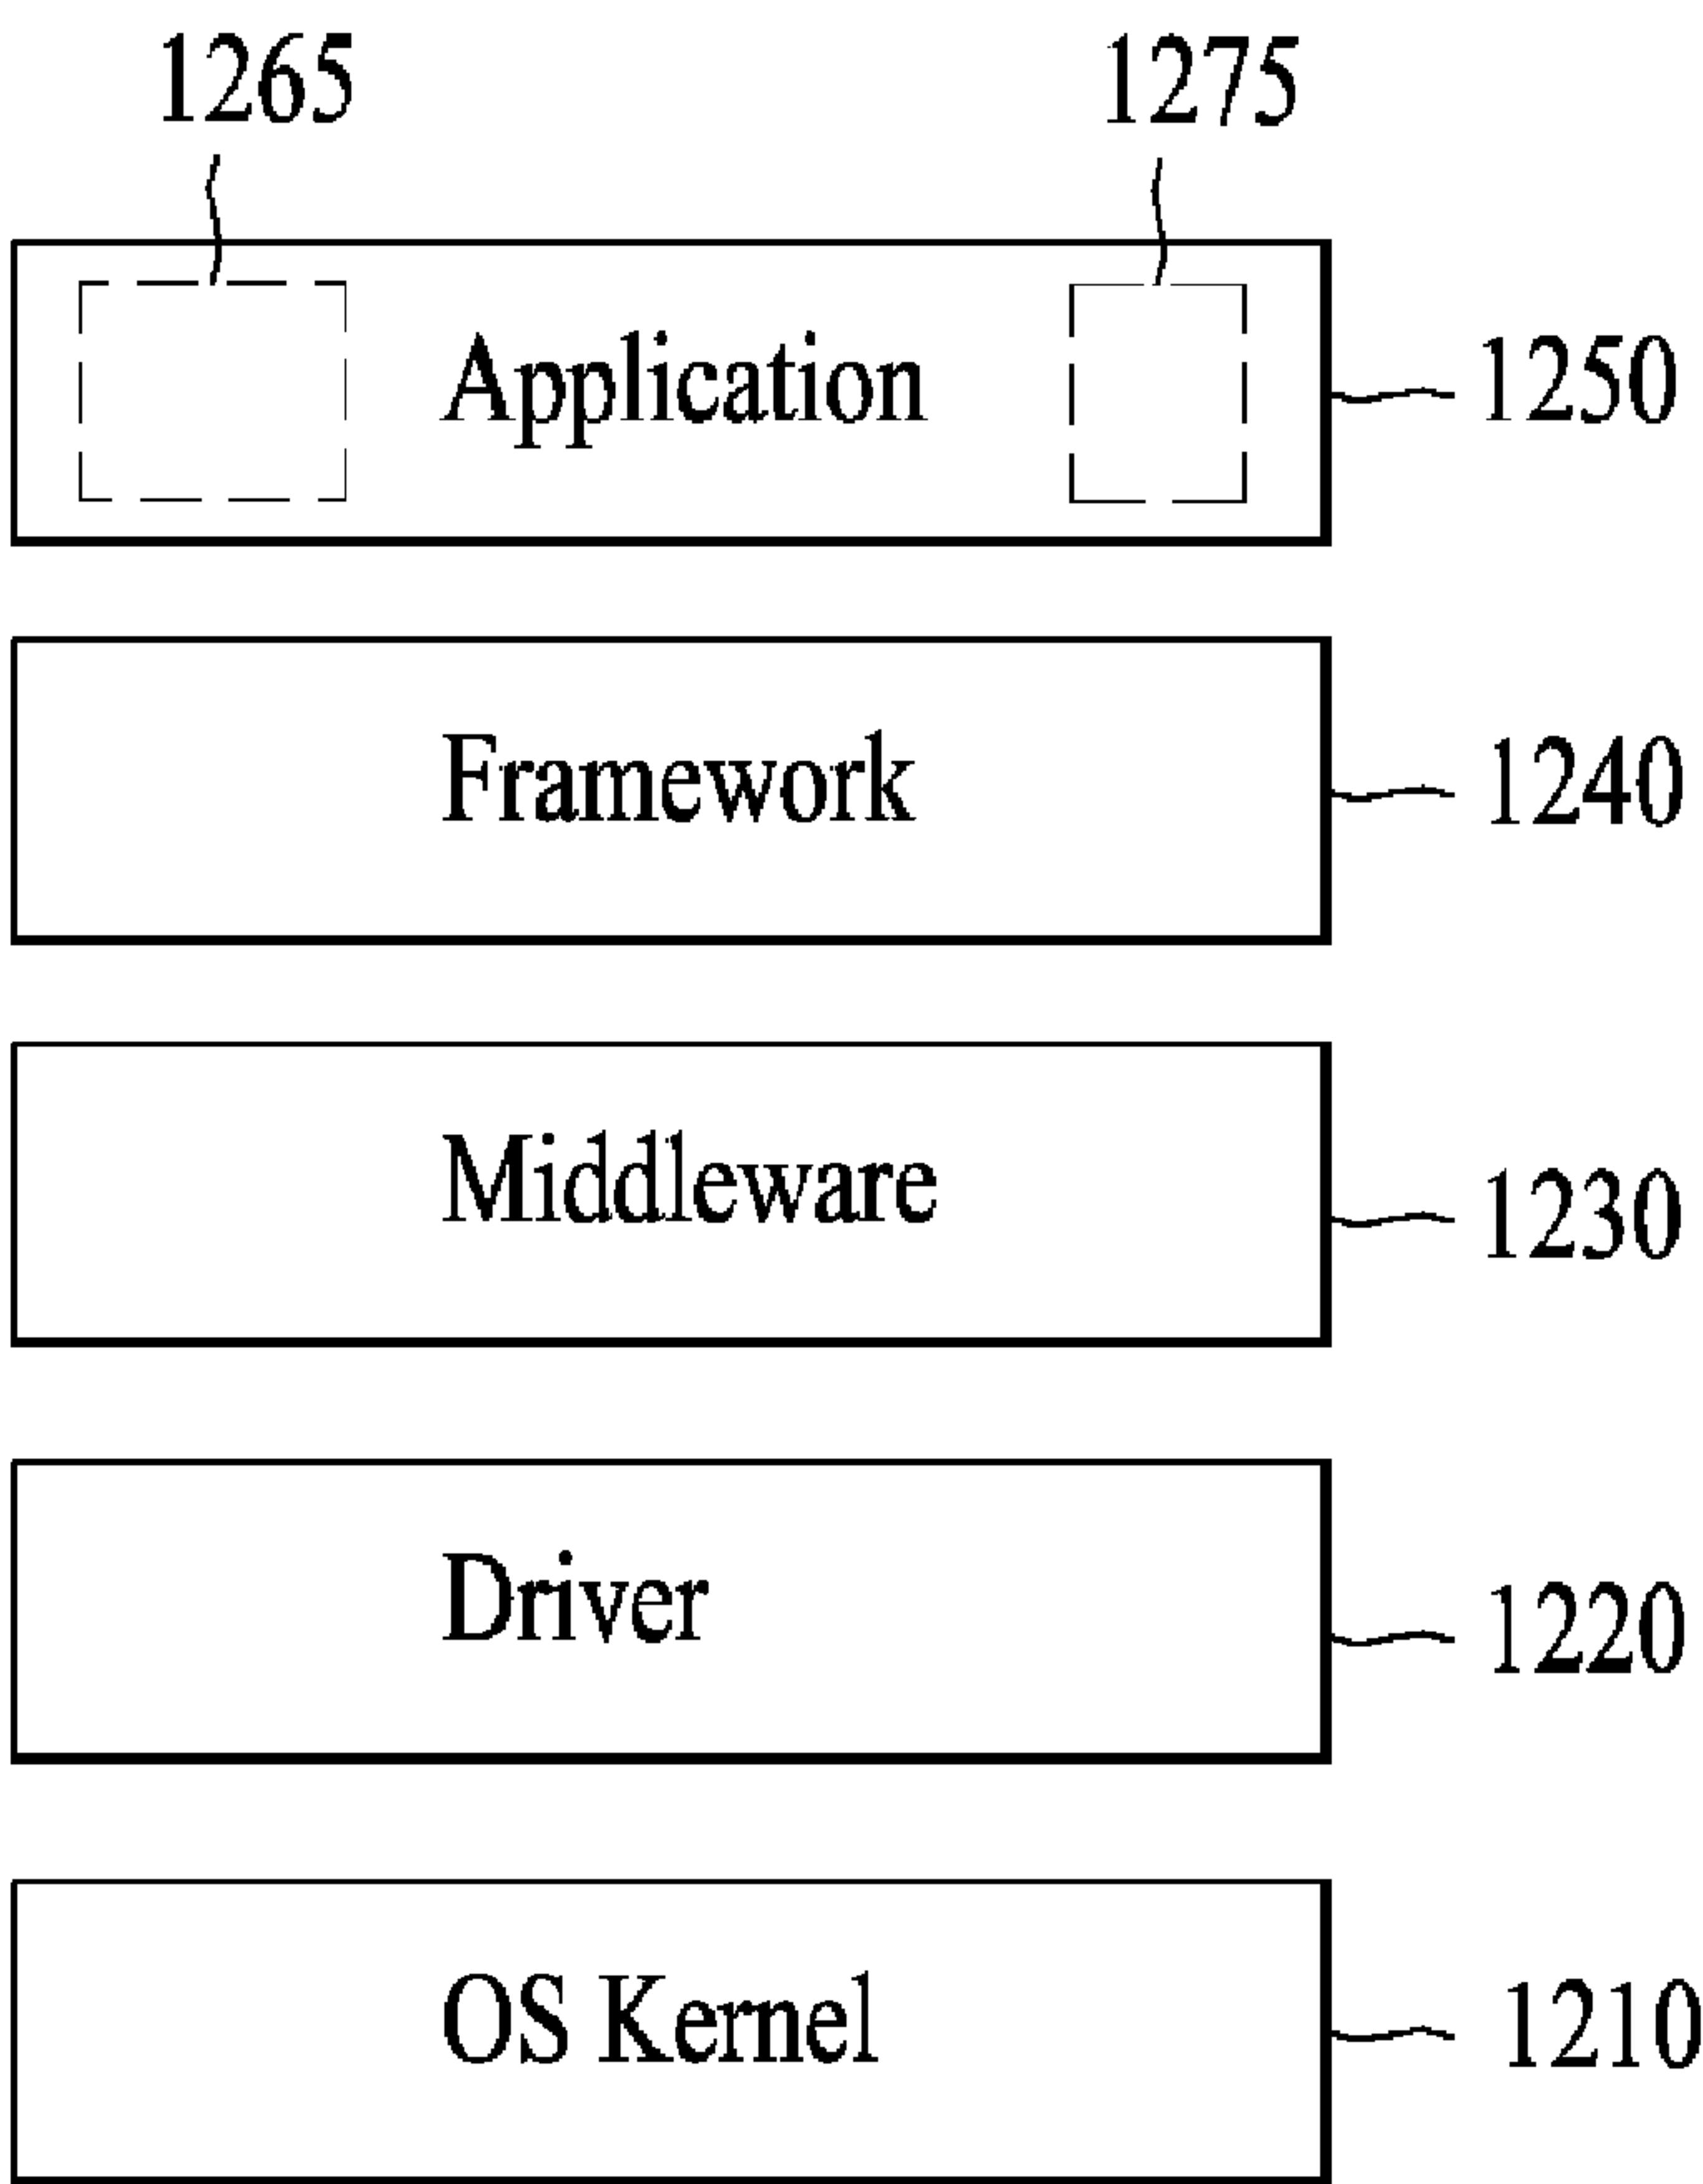 1265 1275
Application 1250
Framework 1240
Middleware 1230
Driver 1220
OS Kernel 1210